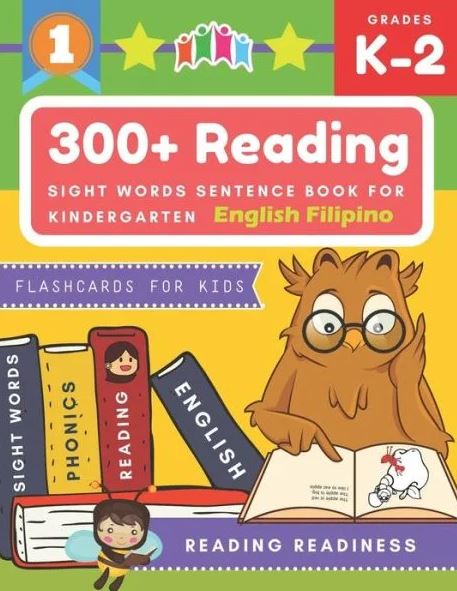 1
GRADES
K-2
300+ Reading
SIGHT WORDS SENTENCE BOOK FOR
KINDERGARTEN English Filipino
FLASHCARDS FOR KIDS
SIGHT WORDS
PHONICS
READING
ENGLISH
READING READINESS